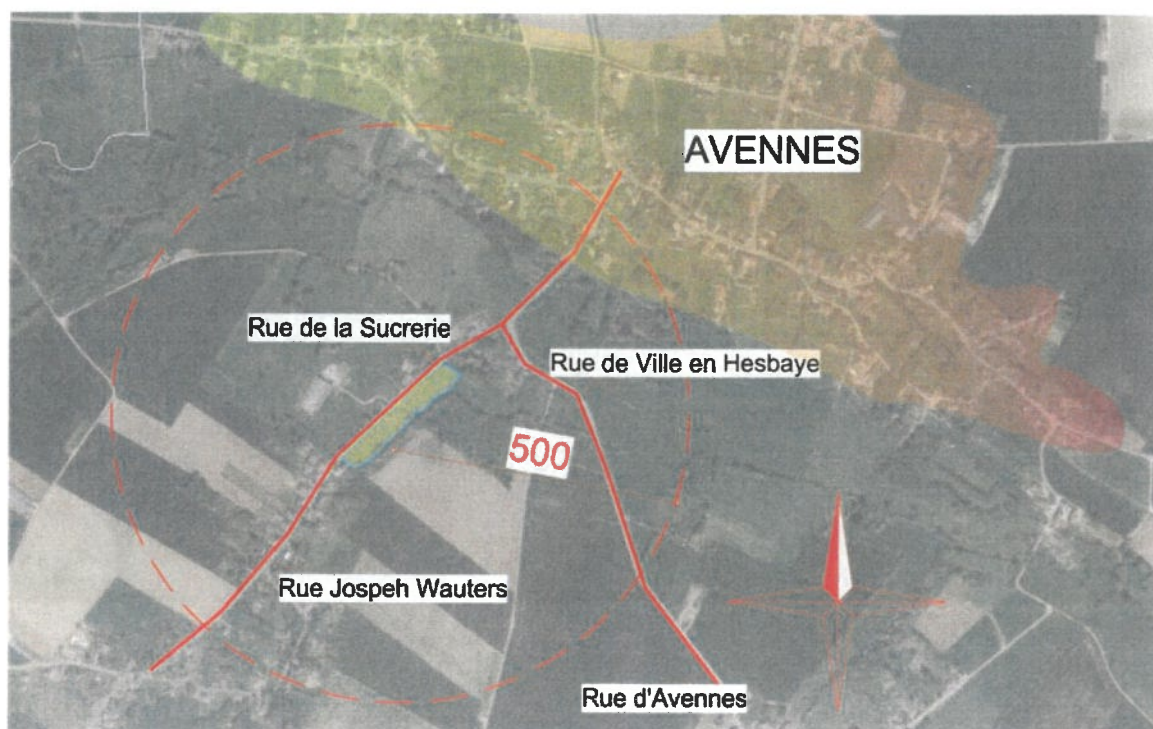 AVENNES
Rue de la Sucrerie
Rue de Ville en Hesbaye
500
Rue Jospeh Wauters
Rue d'Avennes